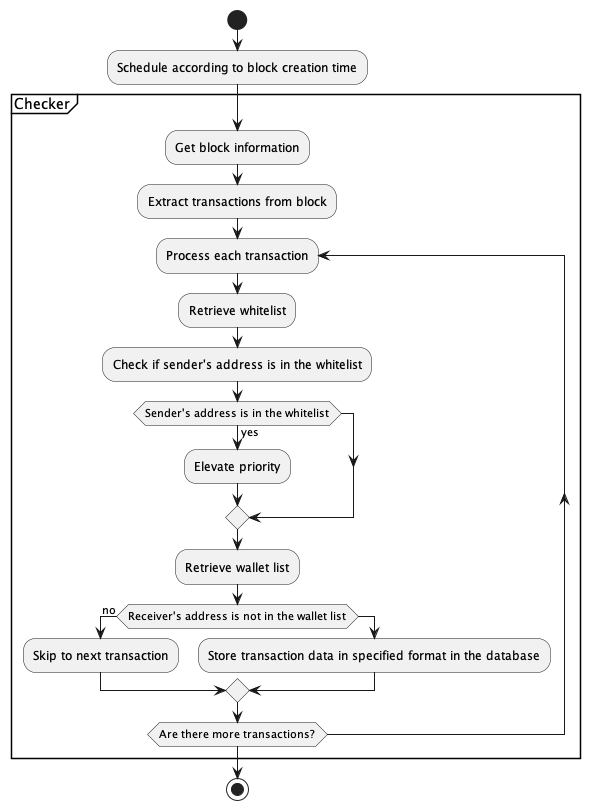 Schedule according to block creation time
Checker
Get block information
Extract transactions from block
Process each transaction
Retrieve whitelist
Check if sender's address is in the whitelist
Sender's address is in the whitelist
yes
Elevate priority
Retrieve wallet list
no
Receiver's address is not in the wallet list
Skip to next transaction
Store transaction data in specified format in the database
Are there more transactions?